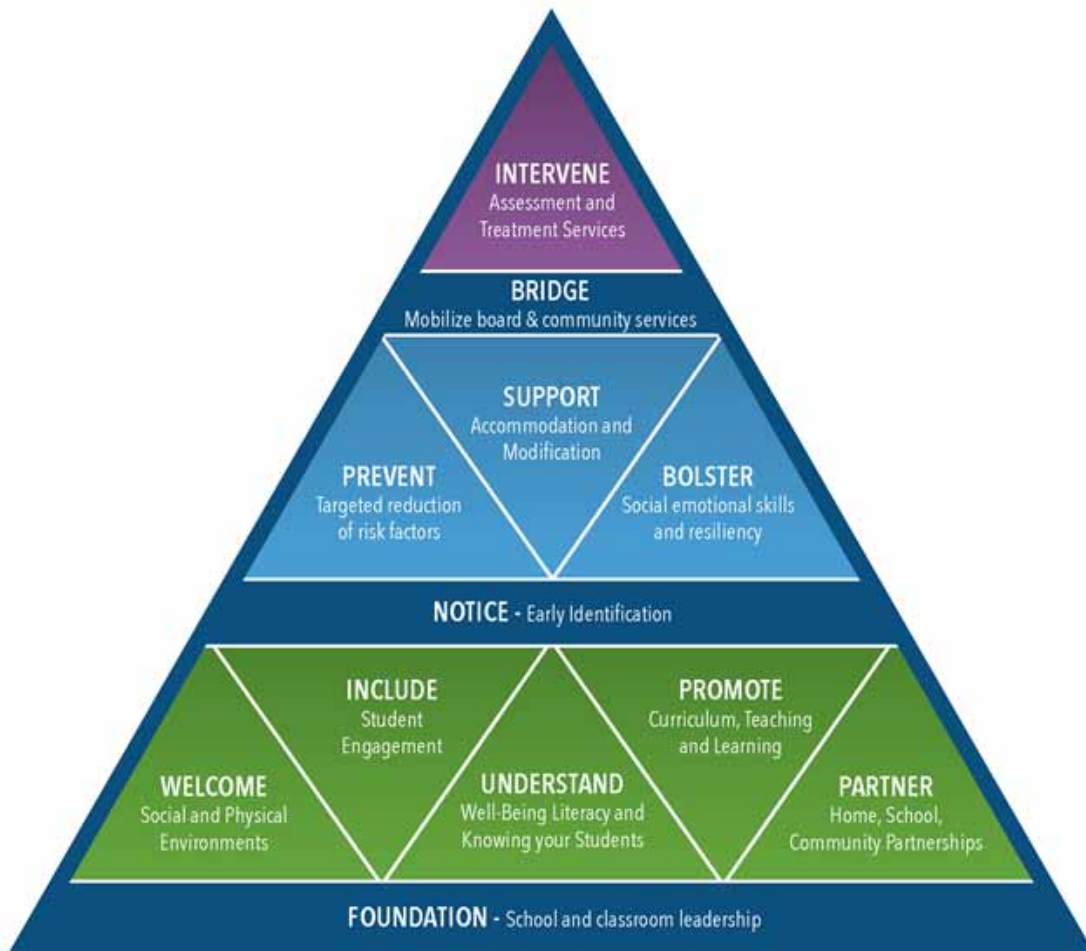 INTERVENE
Assessment and
Treatment Services
BRIDGE
Mobilize board & community services
SUPPORT
Accommodation and
Modification
PREVENT
Targeted reduction
of risk factors
BOLSTER
Social emotional skills
and resiliency
NOTICE - Early Identification
INCLUDE
Student
Engagement
PROMOTE
Curriculum, Teaching
and Learning
WELCOME
Social and Physical
Environments
UNDERSTAND
Well-Being Literacy and
Knowing your Students
PARTNER
Home, School,
Community Partnerships
FOUNDATION - School and classroom leadership